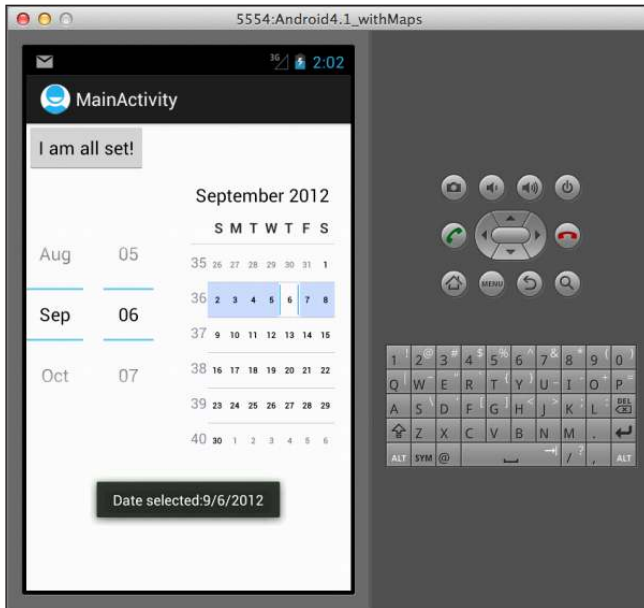 5554:Android4.1_withMaps
3G 2:02
MainActivity
I am all set!
September 2012
S M T W T F S
35 26 27 28 29 30 31 1
36 2 3 4 5 6 7 8
37 9 10 11 12 13 14 15
38 16 17 18 19 20 21 22
39 23 24 25 26 27 28 29
40 30 1 2 3 4 5 6
Aug 05
Sep 06
Oct 07
Date selected:9/6/2012
MENU
1 2 @ 3 # 4 $ 5 % 6 ^ 7 & 8 * 9 ( 0 )
Q W E R T Y U I O P
A S D F G H J K L DEL
Z X C V B N M .
ALT SYM @ / ? , ALT